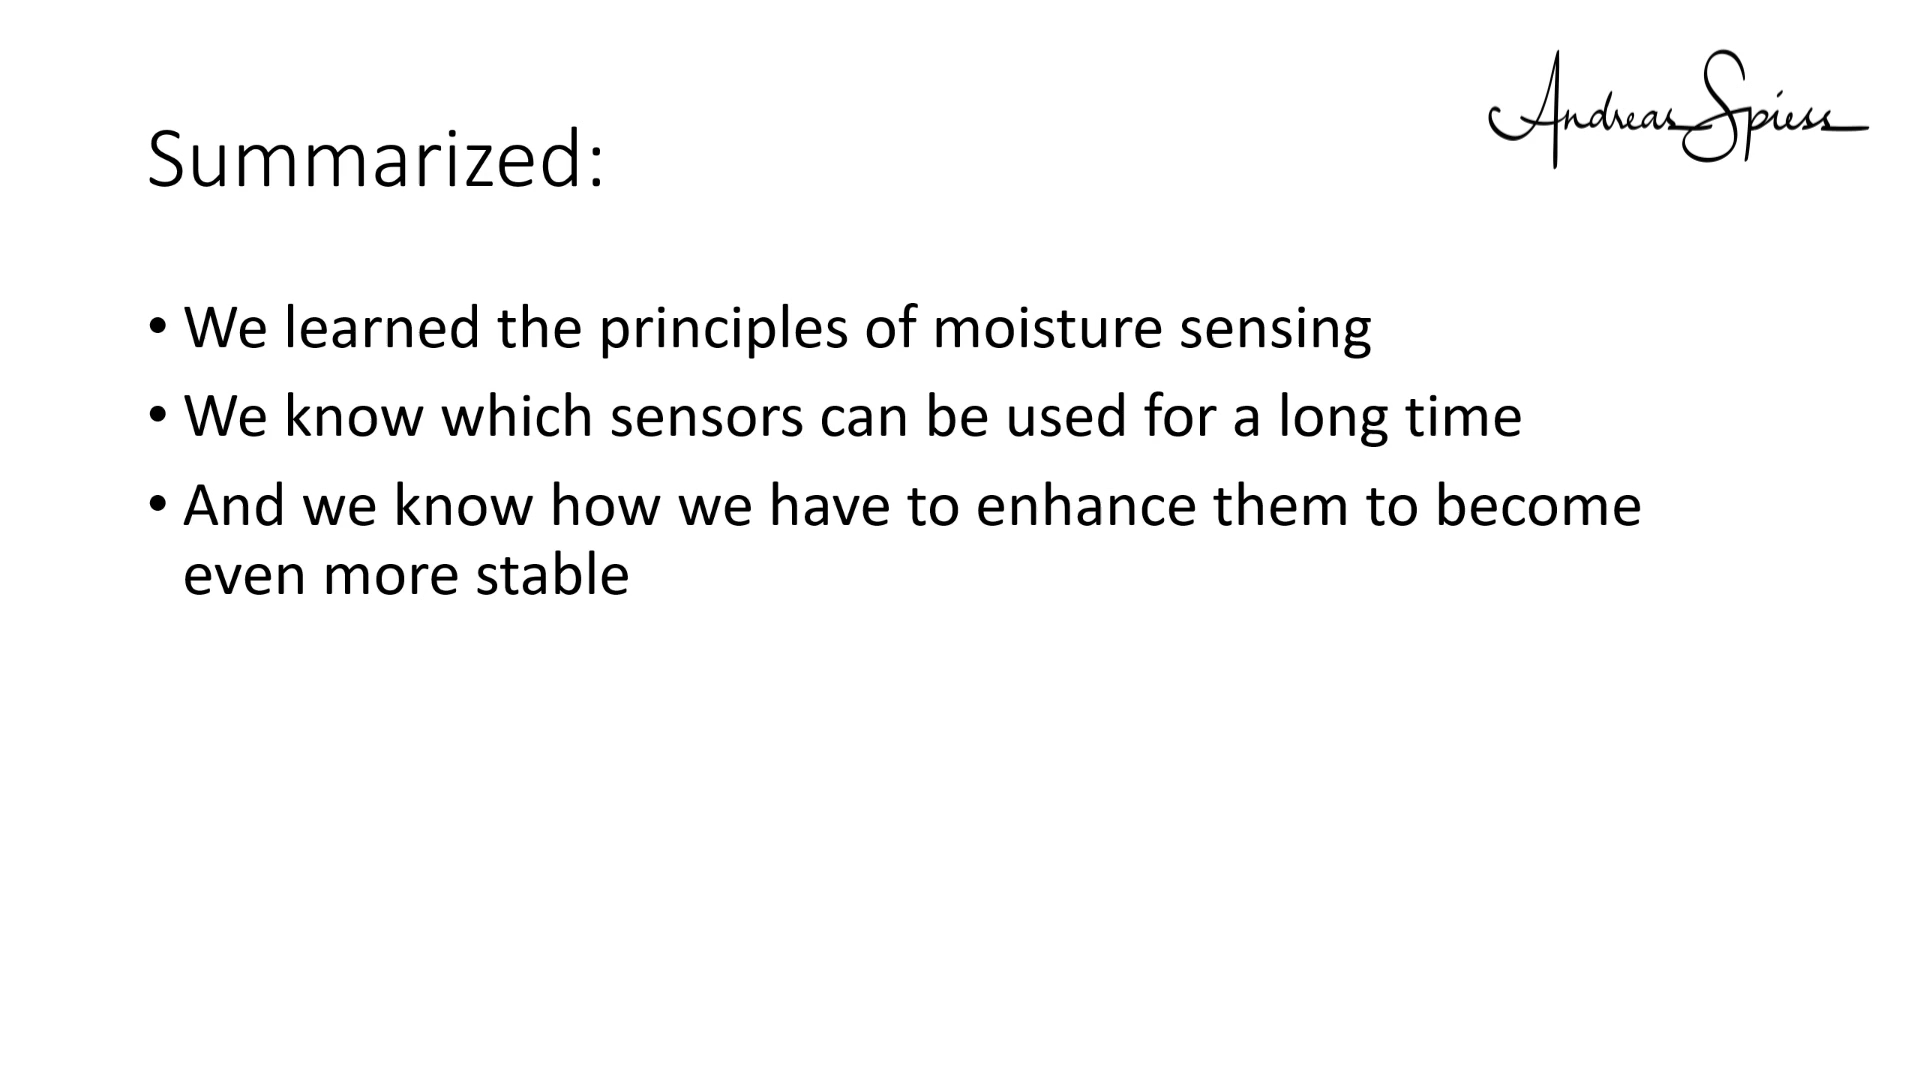 Andreas Spiess
Summarized:
• We learned the principles of moisture sensing
• We know which sensors can be used for a long time
• And we know how we have to enhance them to become
even more stable